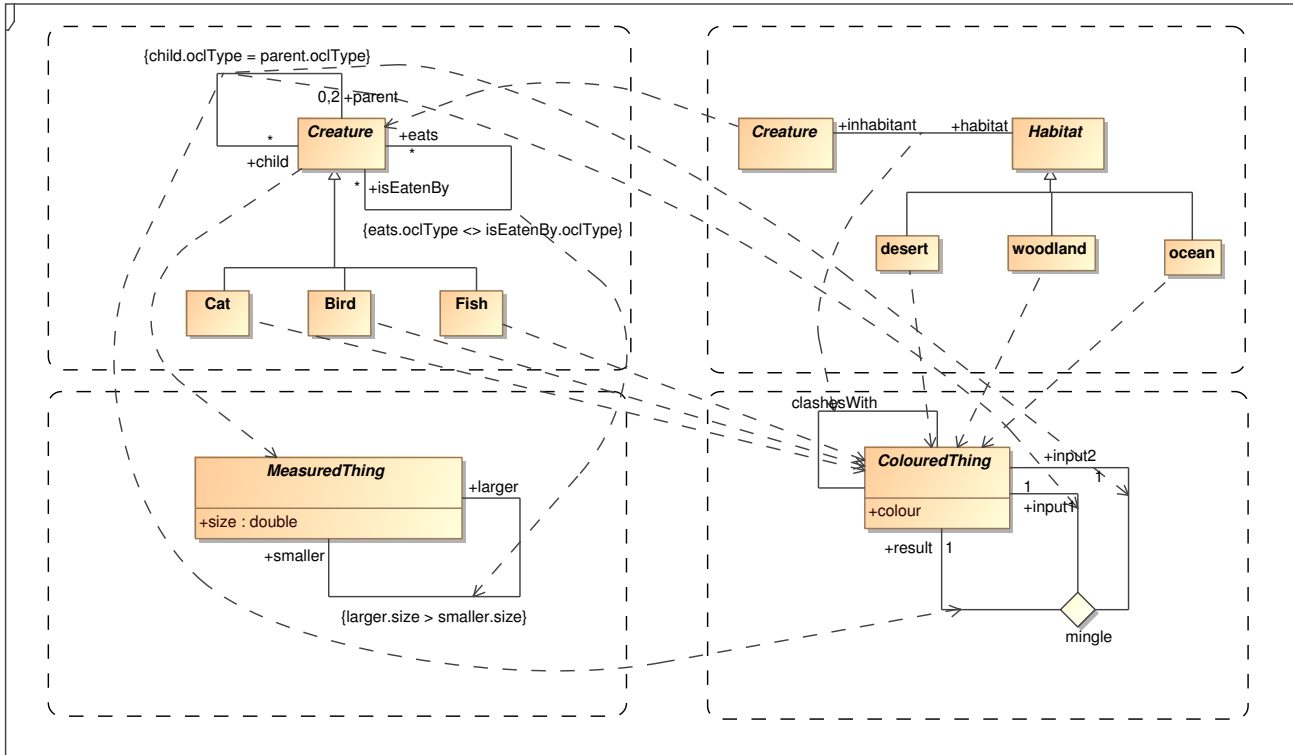 {child.oclType = parent.oclType}
0,2 +parent
Creature
*
+child
+eats
*
*
+isEatenBy
{eats.oclType <> isEatenBy.oclType}
Cat
Bird
Fish
Creature
+inhabitant
+habitat
Habitat
desert
woodland
ocean
MeasuredThing
+size : double
+larger
+smaller
{larger.size > smaller.size}
clashesWith
ColouredThing
+colour
+input2
1
1
+input1
+result
1
mingle